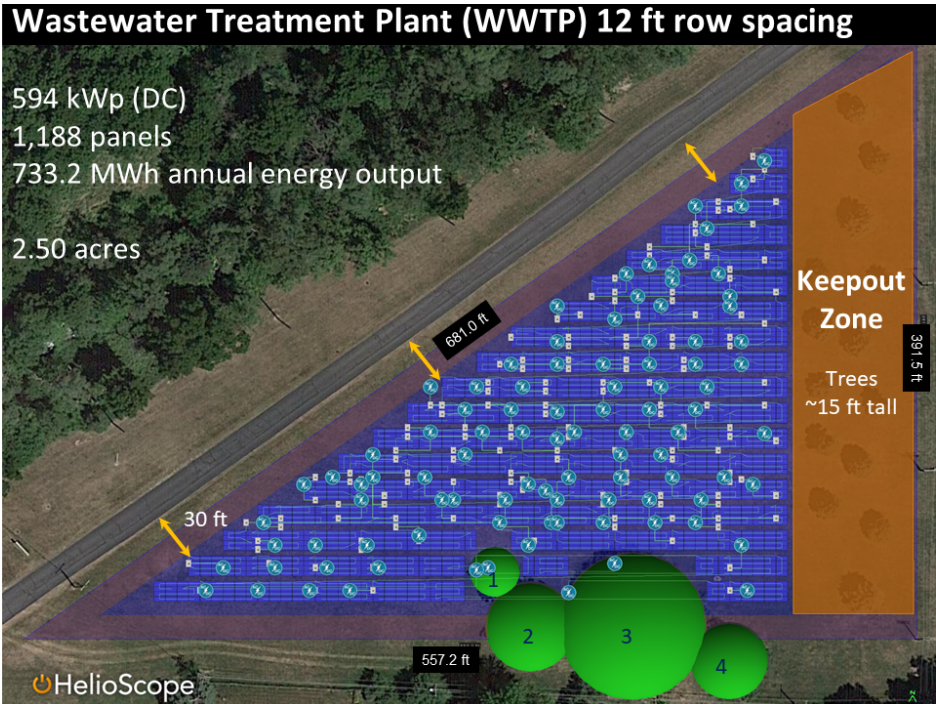 Wastewater Treatment Plant (WWTP) 12 ft row spacing
594 kWp (DC)
1,188 panels
733.2 MWh annual energy output
2.50 acres
681.0 ft
Keepout
Zone
391.5 ft
Trees
~15 ft tall
30 ft
1
2
3
4
557.2 ft
HelioScope